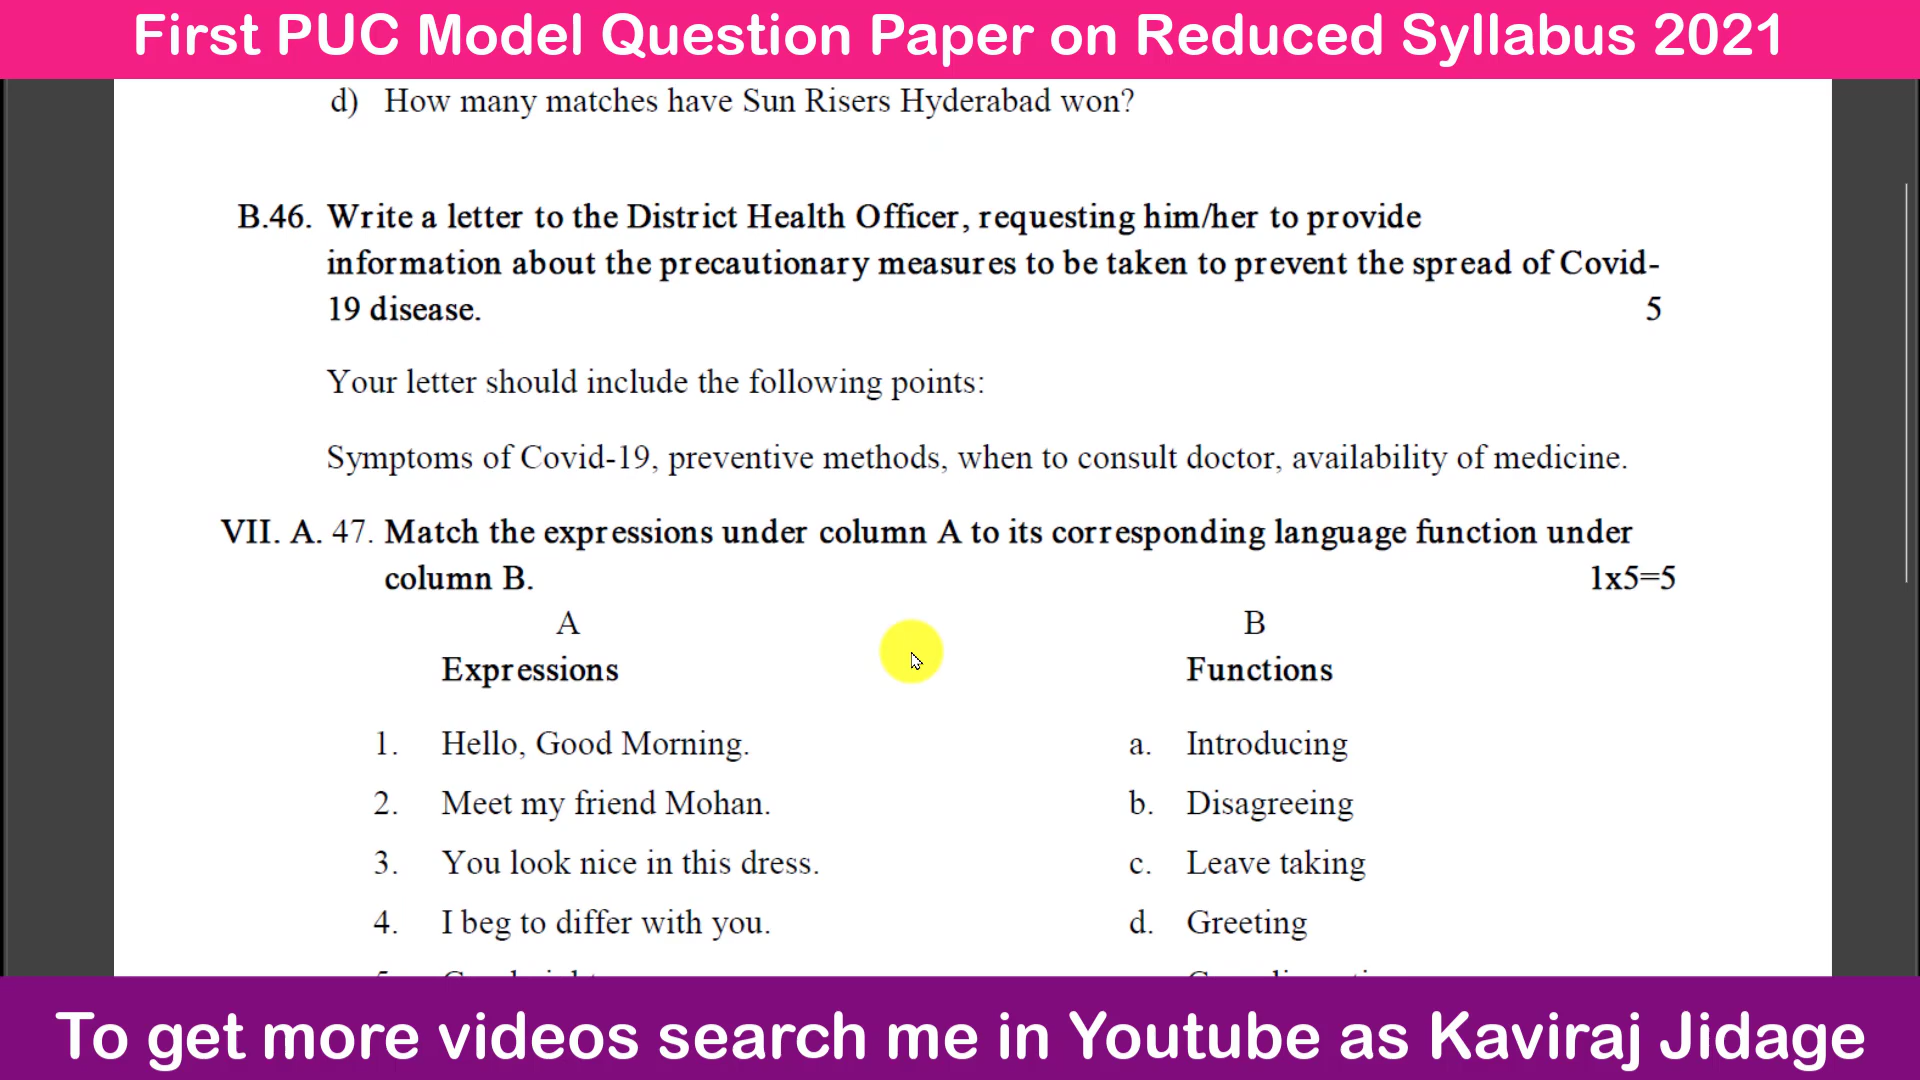 First PUC Model Question Paper on Reduced Syllabus 2021
d) How many matches have Sun Risers Hyderabad won?
B.46. Write a letter to the District Health Officer, requesting him/her to provide
information about the precautionary measures to be taken to prevent the spread of Covid-
19 disease. 5
Your letter should include the following points:
Symptoms of Covid-19, preventive methods, when to consult doctor, availability of medicine.
VII. A. 47. Match the expressions under column A to its corresponding language function under
column B. 1x5=5
A B
Expressions Functions
1. Hello, Good Morning. a. Introducing
2. Meet my friend Mohan. b. Disagreeing
3. You look nice in this dress. c. Leave taking
4. I beg to differ with you. d. Greeting
To get more videos search me in Youtube as Kaviraj Jidage